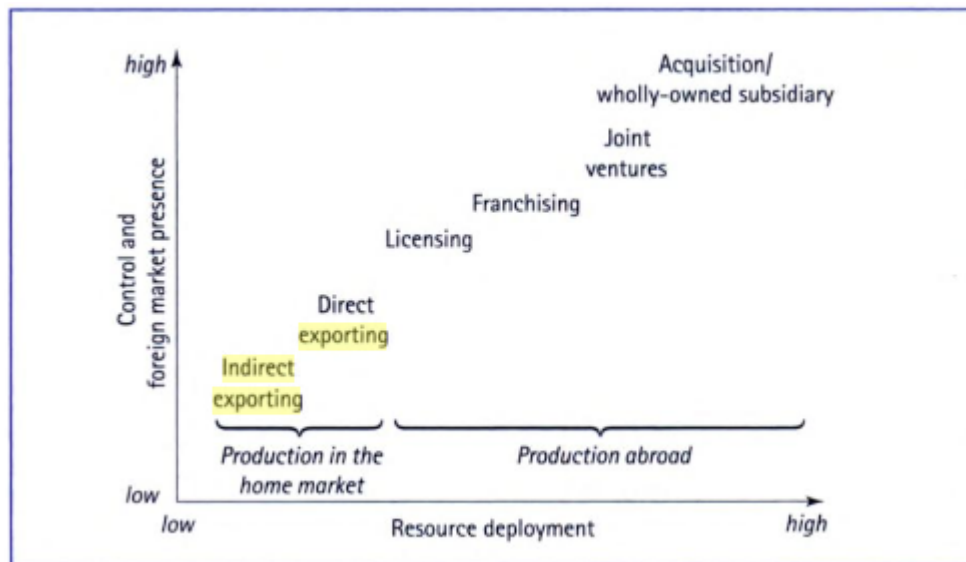 high
Acquisition/
wholly-owned subsidiary
Joint
ventures
Franchising
Licensing
Direct
exporting
Indirect
exporting
Control and
foreign market presence
Production in the
home market
Production abroad
low
low
Resource deployment
high